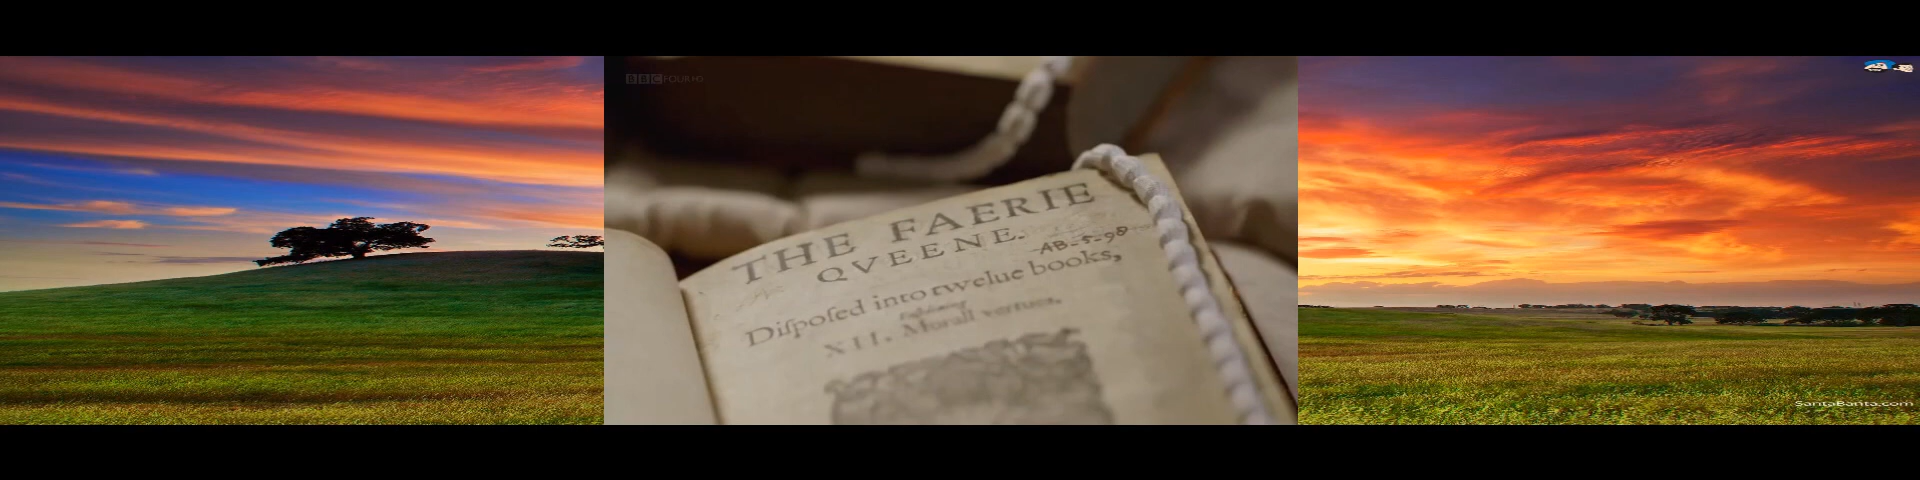 BBC FOUR HD
THE FAERIE
QVEENE.
AB-5-98
Diſpoſed into twelue books,
Faſhioning
XII. Morall vertues.
SantaBanta.com